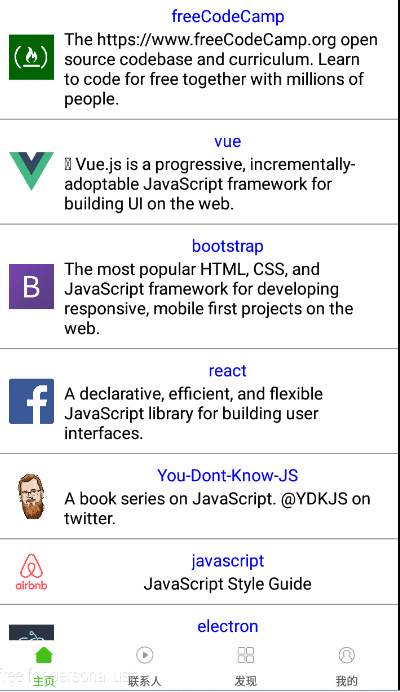 freeCodeCamp
The https://www.freeCodeCamp.org open
source codebase and curriculum. Learn
to code for free together with millions of
people.
vue
Vue.js is a progressive, incrementally-
adoptable JavaScript framework for
building UI on the web.
bootstrap
B
The most popular HTML, CSS, and
JavaScript framework for developing
responsive, mobile first projects on the
web.
react
f
A declarative, efficient, and flexible
JavaScript library for building user
interfaces.
You-Dont-Know-JS
A book series on JavaScript. @YDKJS on
twitter.
javascript
airbnb
JavaScript Style Guide
electron
free for personal us
主页
联系人
发现
我的